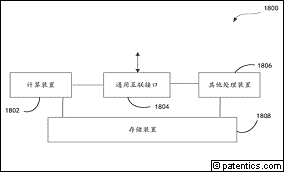 1800
计算装置
通用互联接口
其他处理装置
1806
1802
1804
存储装置
1808
© patentics.com